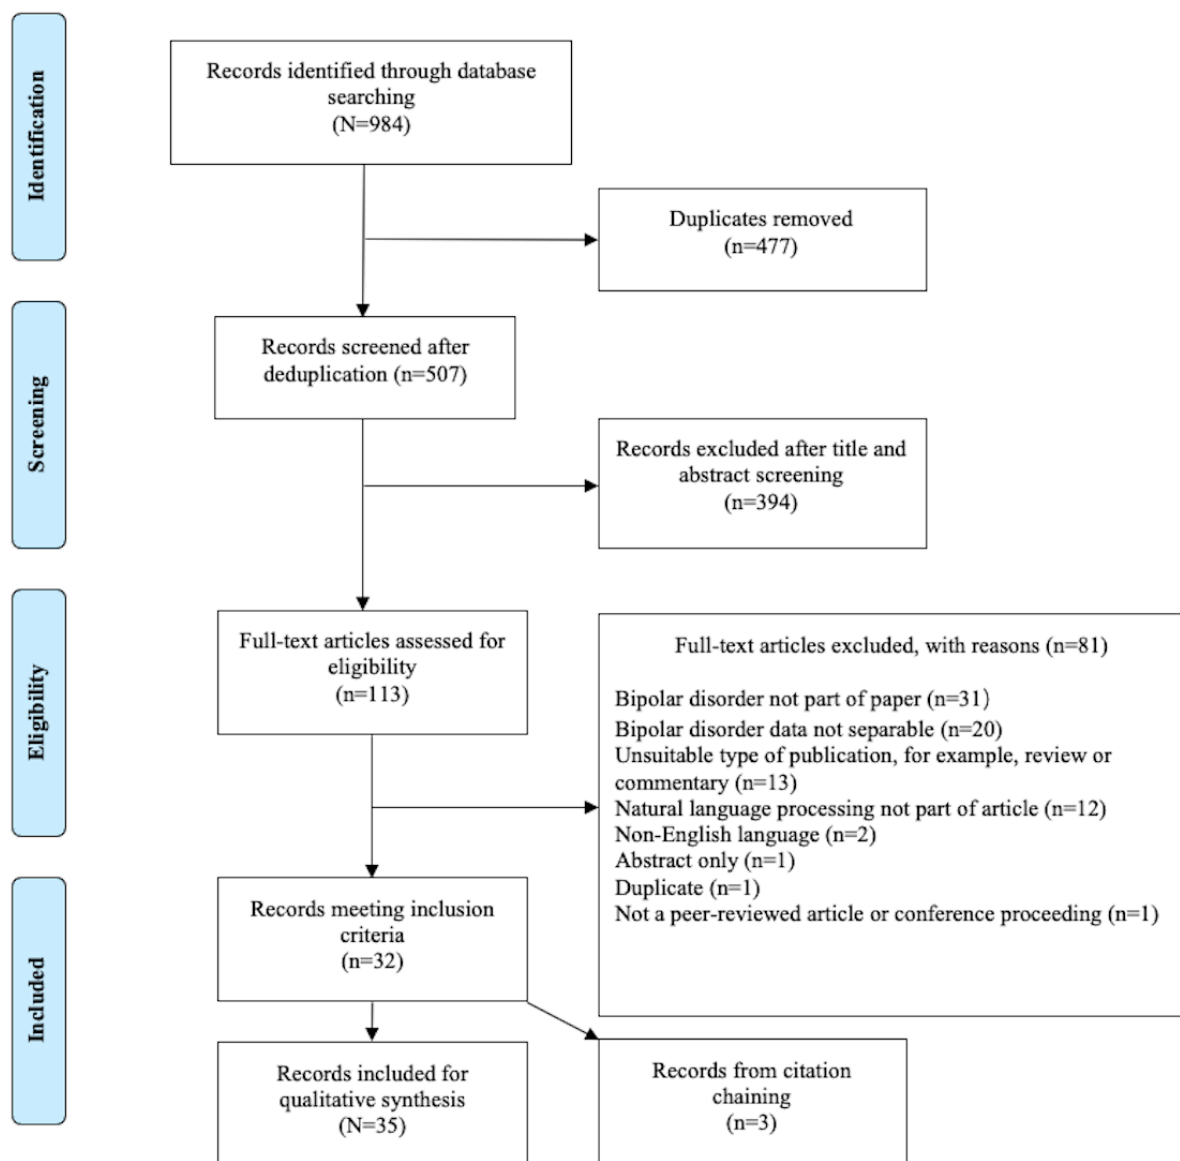 Identification
Records identified through database
searching
(N=984)
Duplicates removed
(n=477)
Screening
Records screened after
deduplication (n=507)
Records excluded after title and
abstract screening
(n=394)
Eligibility
Full-text articles assessed for
eligibility
(n=113)
Full-text articles excluded, with reasons (n=81)
Bipolar disorder not part of paper (n=31)
Bipolar disorder data not separable (n=20)
Unsuitable type of publication, for example, review or
commentary (n=13)
Natural language processing not part of article (n=12)
Non-English language (n=2)
Abstract only (n=1)
Duplicate (n=1)
Not a peer-reviewed article or conference proceeding (n=1)
Included
Records meeting inclusion
criteria
(n=32)
Records included for
qualitative synthesis
(N=35)
Records from citation
chaining
(n=3)